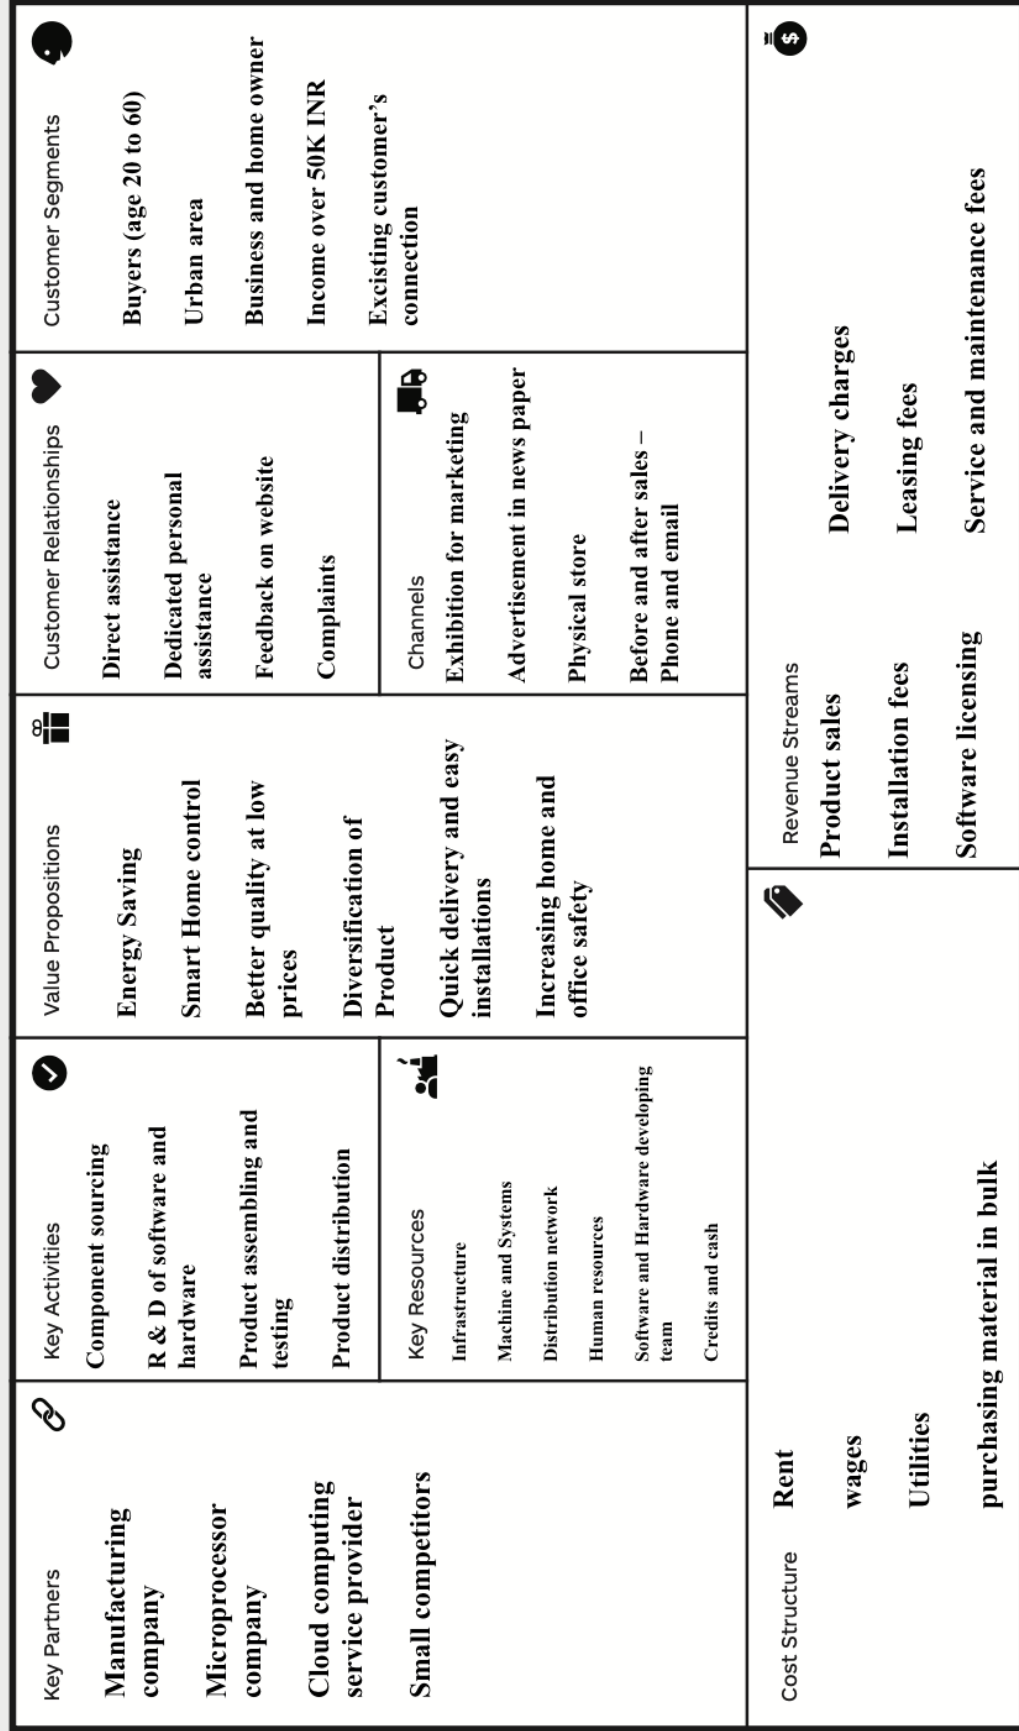 Key Partners
Manufacturing
company
Microprocessor
company
Cloud computing
service provider
Small competitors
Key Activities
Component sourcing
R & D of software and
hardware
Product assembling and
testing
Product distribution
Key Resources
Infrastructure
Machine and Systems
Distribution network
Human resources
Software and Hardware developing
team
Credits and cash
Value Propositions
Energy Saving
Smart Home control
Better quality at low
prices
Diversification of
Product
Quick delivery and easy
installations
Increasing home and
office safety
Customer Relationships
Direct assistance
Dedicated personal
assistance
Feedback on website
Complaints
Channels
Exhibition for marketing
Advertisement in news paper
Physical store
Before and after sales –
Phone and email
Customer Segments
Buyers (age 20 to 60)
Urban area
Business and home owner
Income over 50K INR
Excisting customer's
connection
Cost Structure
Rent
wages
Utilities
purchasing material in bulk
Revenue Streams
Product sales
Installation fees
Software licensing
Delivery charges
Leasing fees
Service and maintenance fees
$